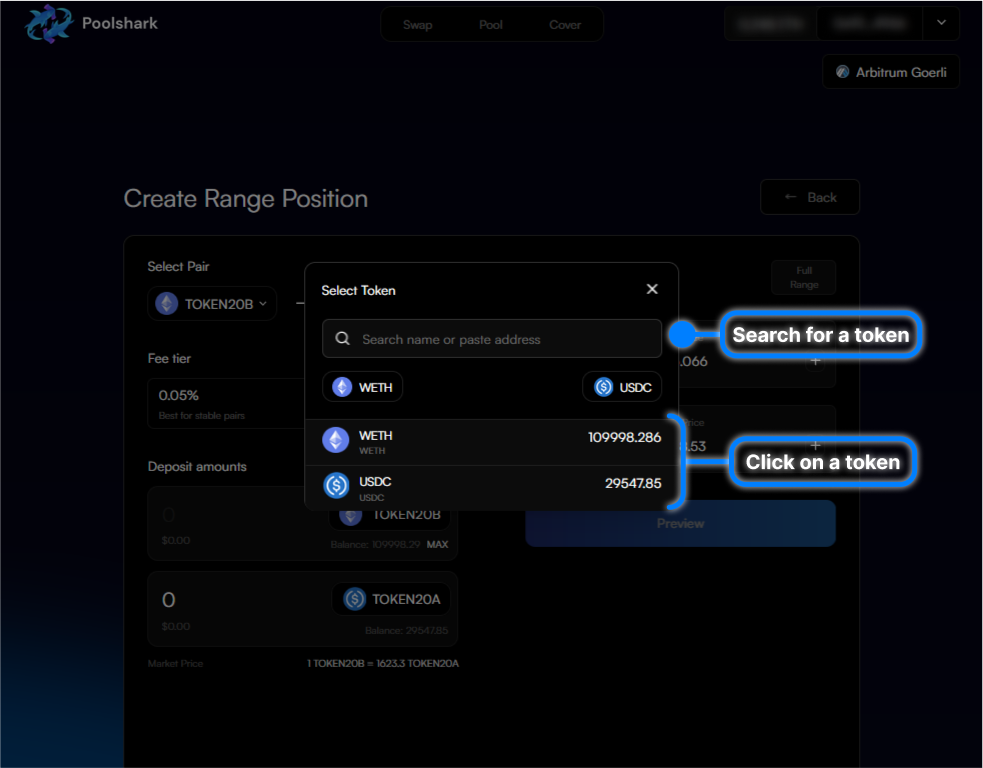 Poolshark
Swap Pool Cover
Arbitrum Goerli
Create Range Position
← Back
Select Pair
TOKEN20B
Full
Range
Select Token
Search name or paste address
Search for a token
.066
+
WETH USDC
Fee tier
0.05%
Best for stable pairs
WETH 109998.286
WETH
rice
.53
+
Click on a token
USDC 29547.85
USDC
Deposit amounts
0 TOKEN20B
$0.00 Balance: 109998.29 MAX
Preview
0 TOKEN20A
$0.00 Balance: 29547.85
Market Price 1 TOKEN20B = 1623.3 TOKEN20A